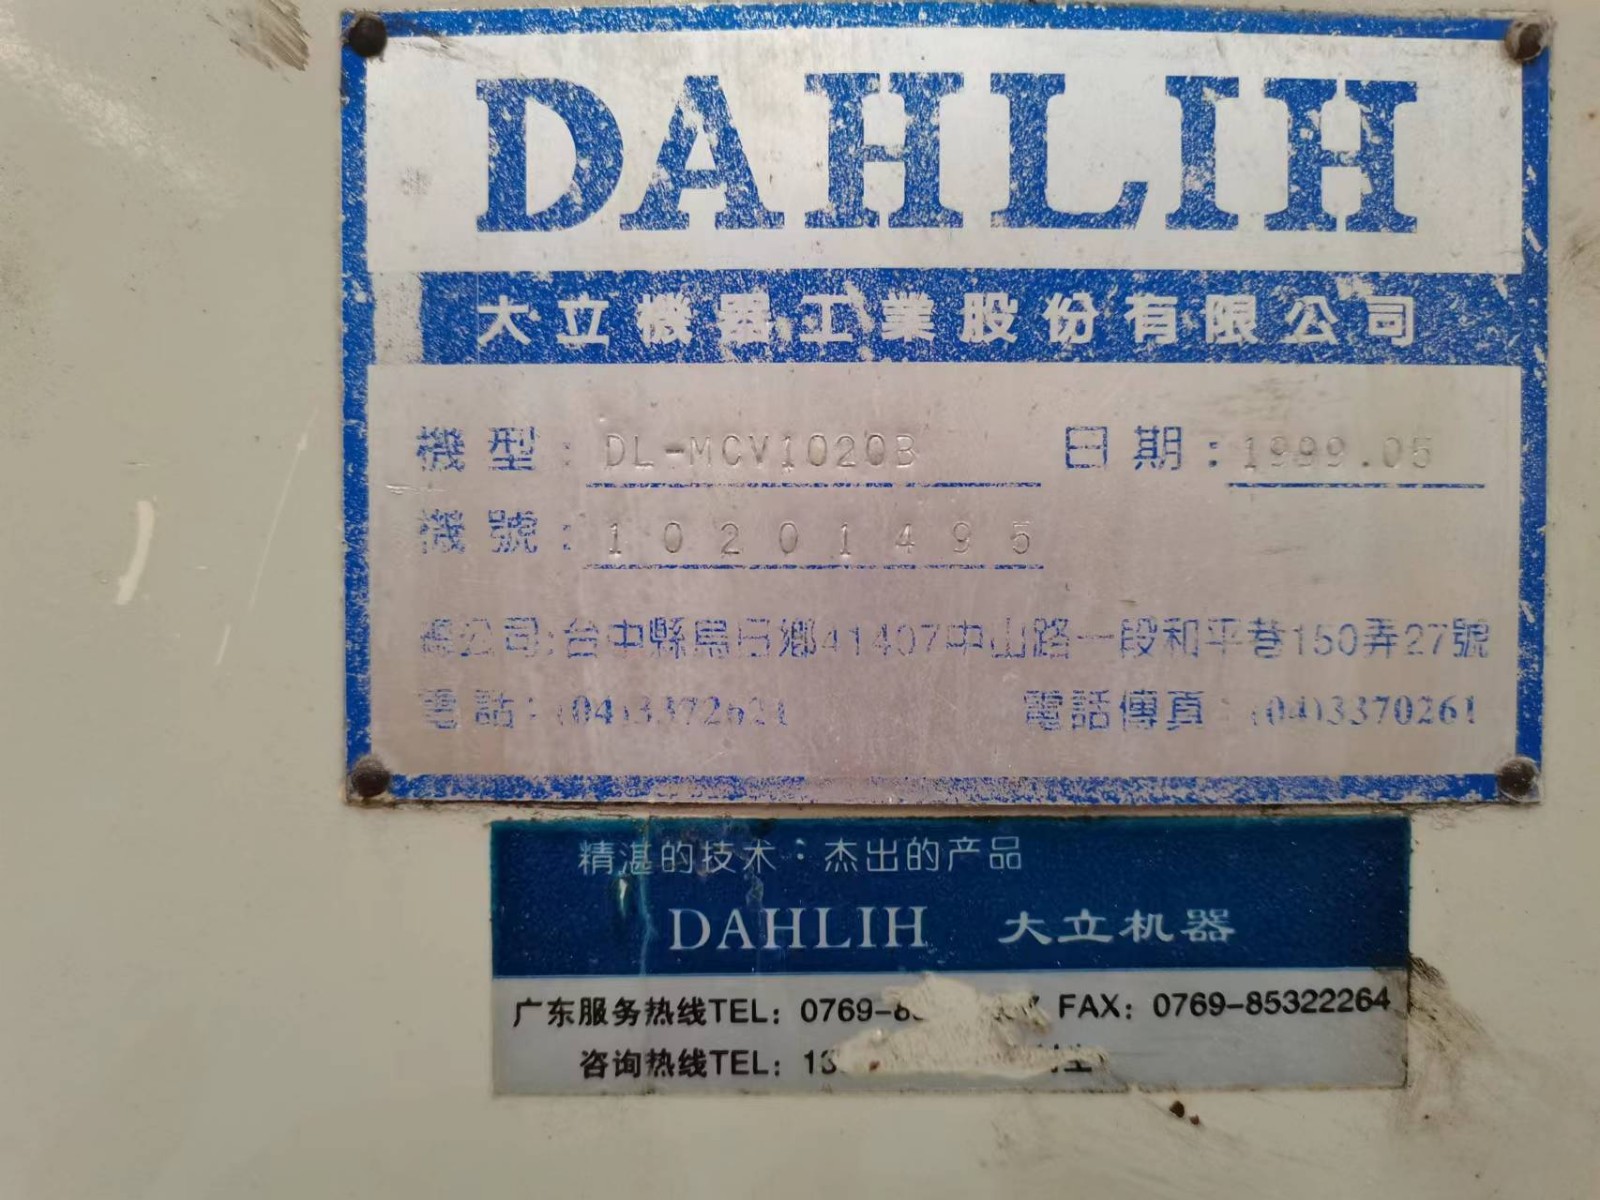 DAHLIH
大立機器工業股份有限公司
機型：DL-MCV1020B 日期：1999.05
機號：10201495
總公司：台中縣烏日鄉41407中山路一段和平巷150弄27號
電話：(04)3372621 電話傳真：(04)3370261
精湛的技术：杰出的产品
DAHLIH 大立机器
广东服务热线TEL：0769-8 FAX：0769-85322264
咨询热线TEL：13